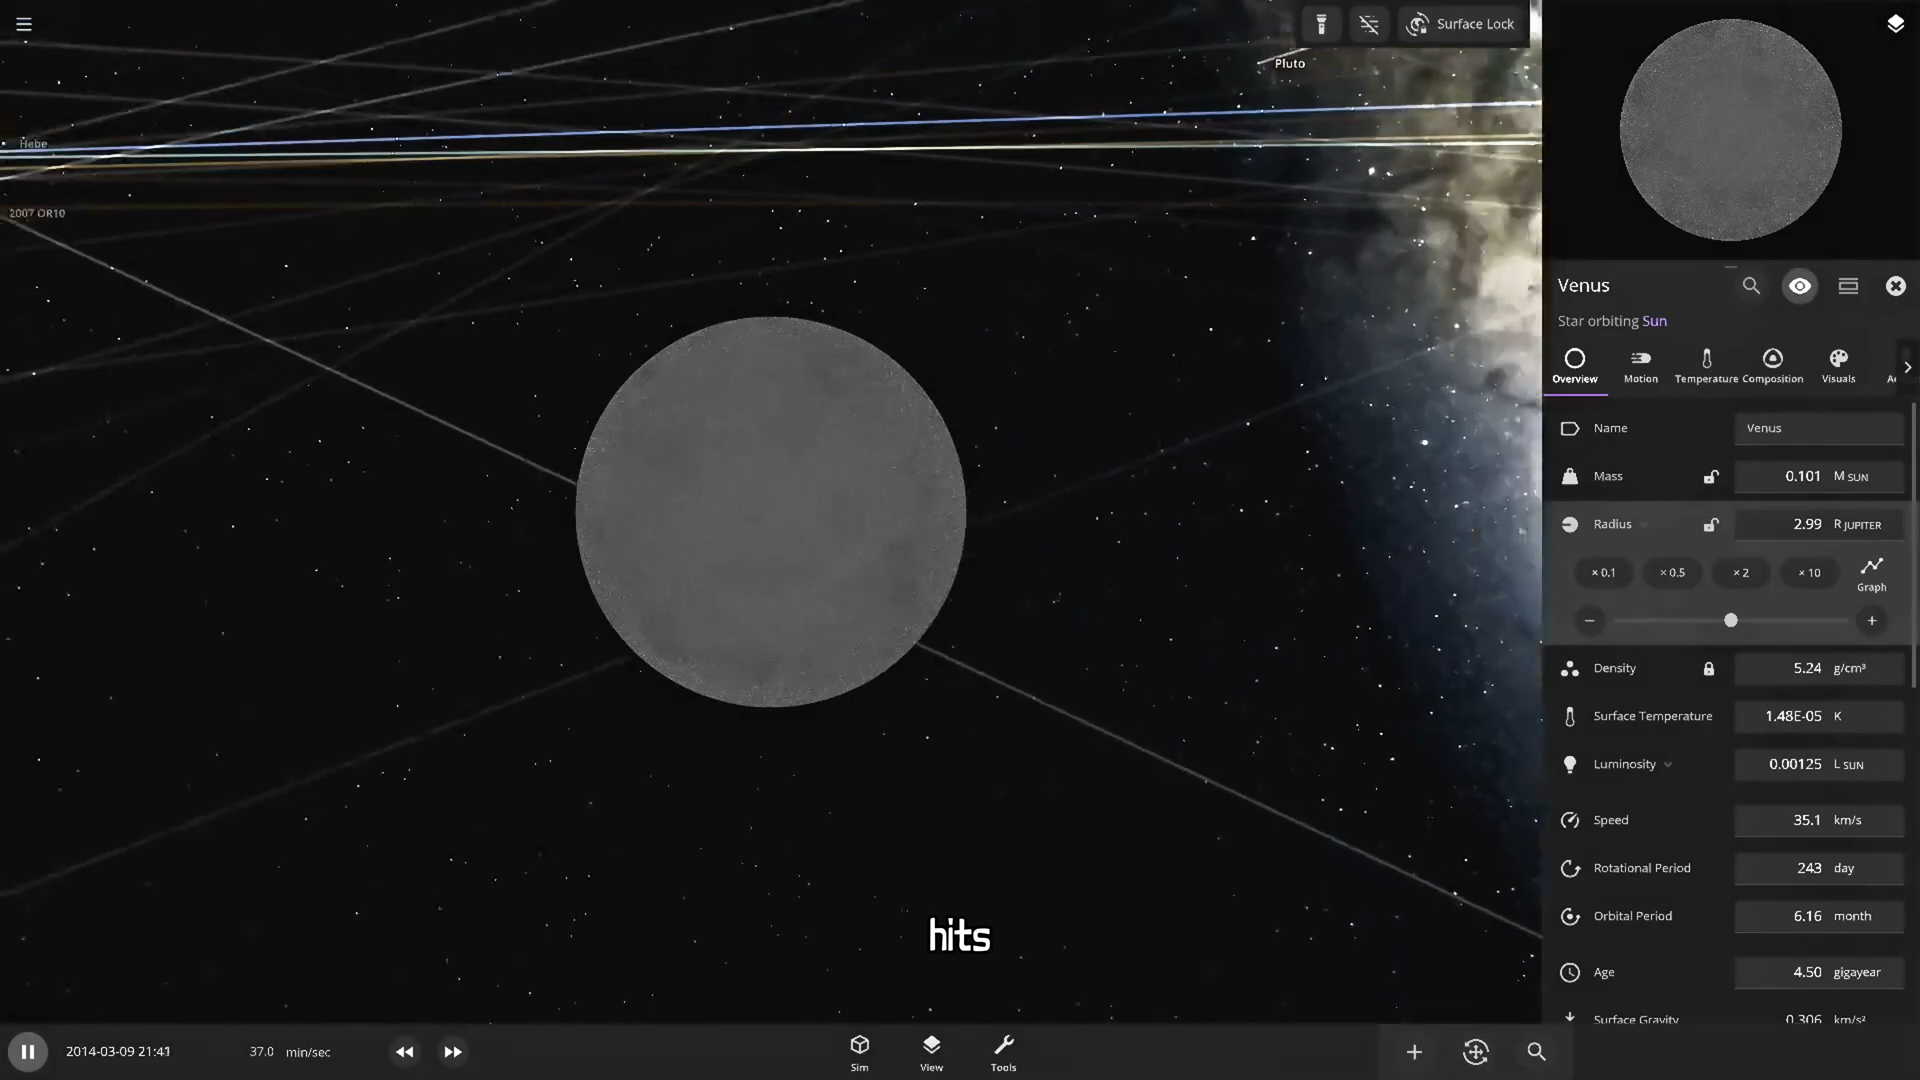 Surface Lock
Pluto
Hebe
2007 OR10
Venus
Star orbiting Sun
Overview
Motion
Temperature
Composition
Visuals
Name
Venus
Mass
0.101 M SUN
Radius
2.99 R JUPITER
× 0.1
× 0.5
× 2
× 10
Graph
Density
5.24 g/cm³
Surface Temperature
1.48E-05 K
Luminosity
0.00125 L SUN
Speed
35.1 km/s
Rotational Period
243 day
Orbital Period
6.16 month
Age
4.50 gigayear
Surface Gravity
0.306 km/s²
hits
2014-03-09 21:41
37.0 min/sec
Sim
View
Tools